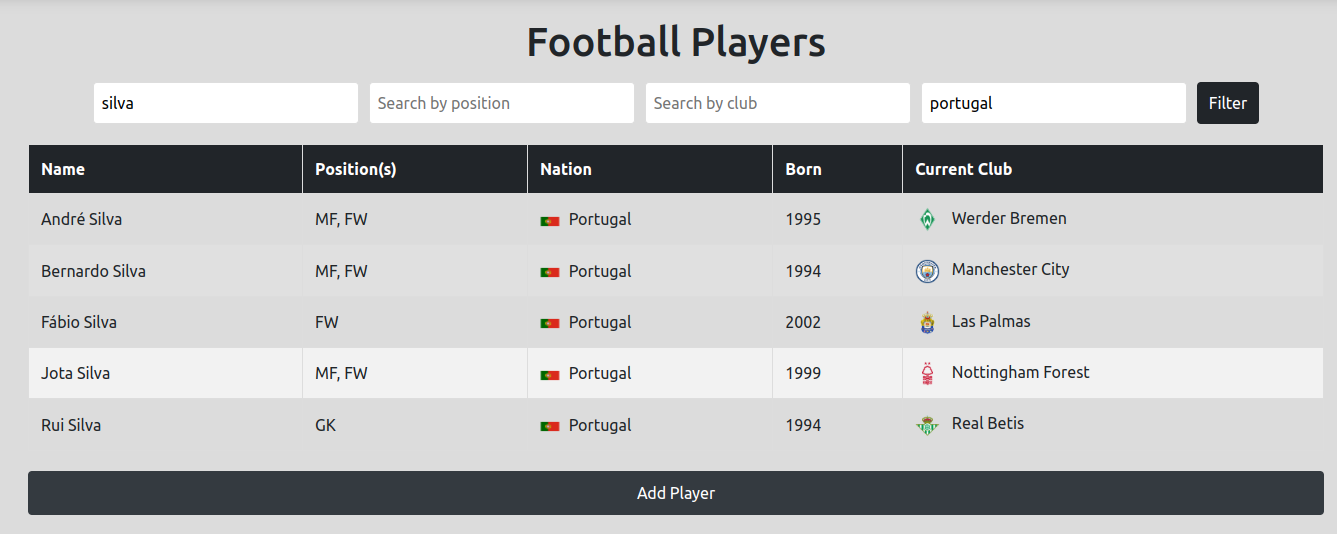 Football Players
silva Search by position Search by club portugal Filter
Name Position(s) Nation Born Current Club
André Silva MF, FW Portugal 1995 Werder Bremen
Bernardo Silva MF, FW Portugal 1994 Manchester City
Fábio Silva FW Portugal 2002 Las Palmas
Jota Silva MF, FW Portugal 1999 Nottingham Forest
Rui Silva GK Portugal 1994 Real Betis
Add Player